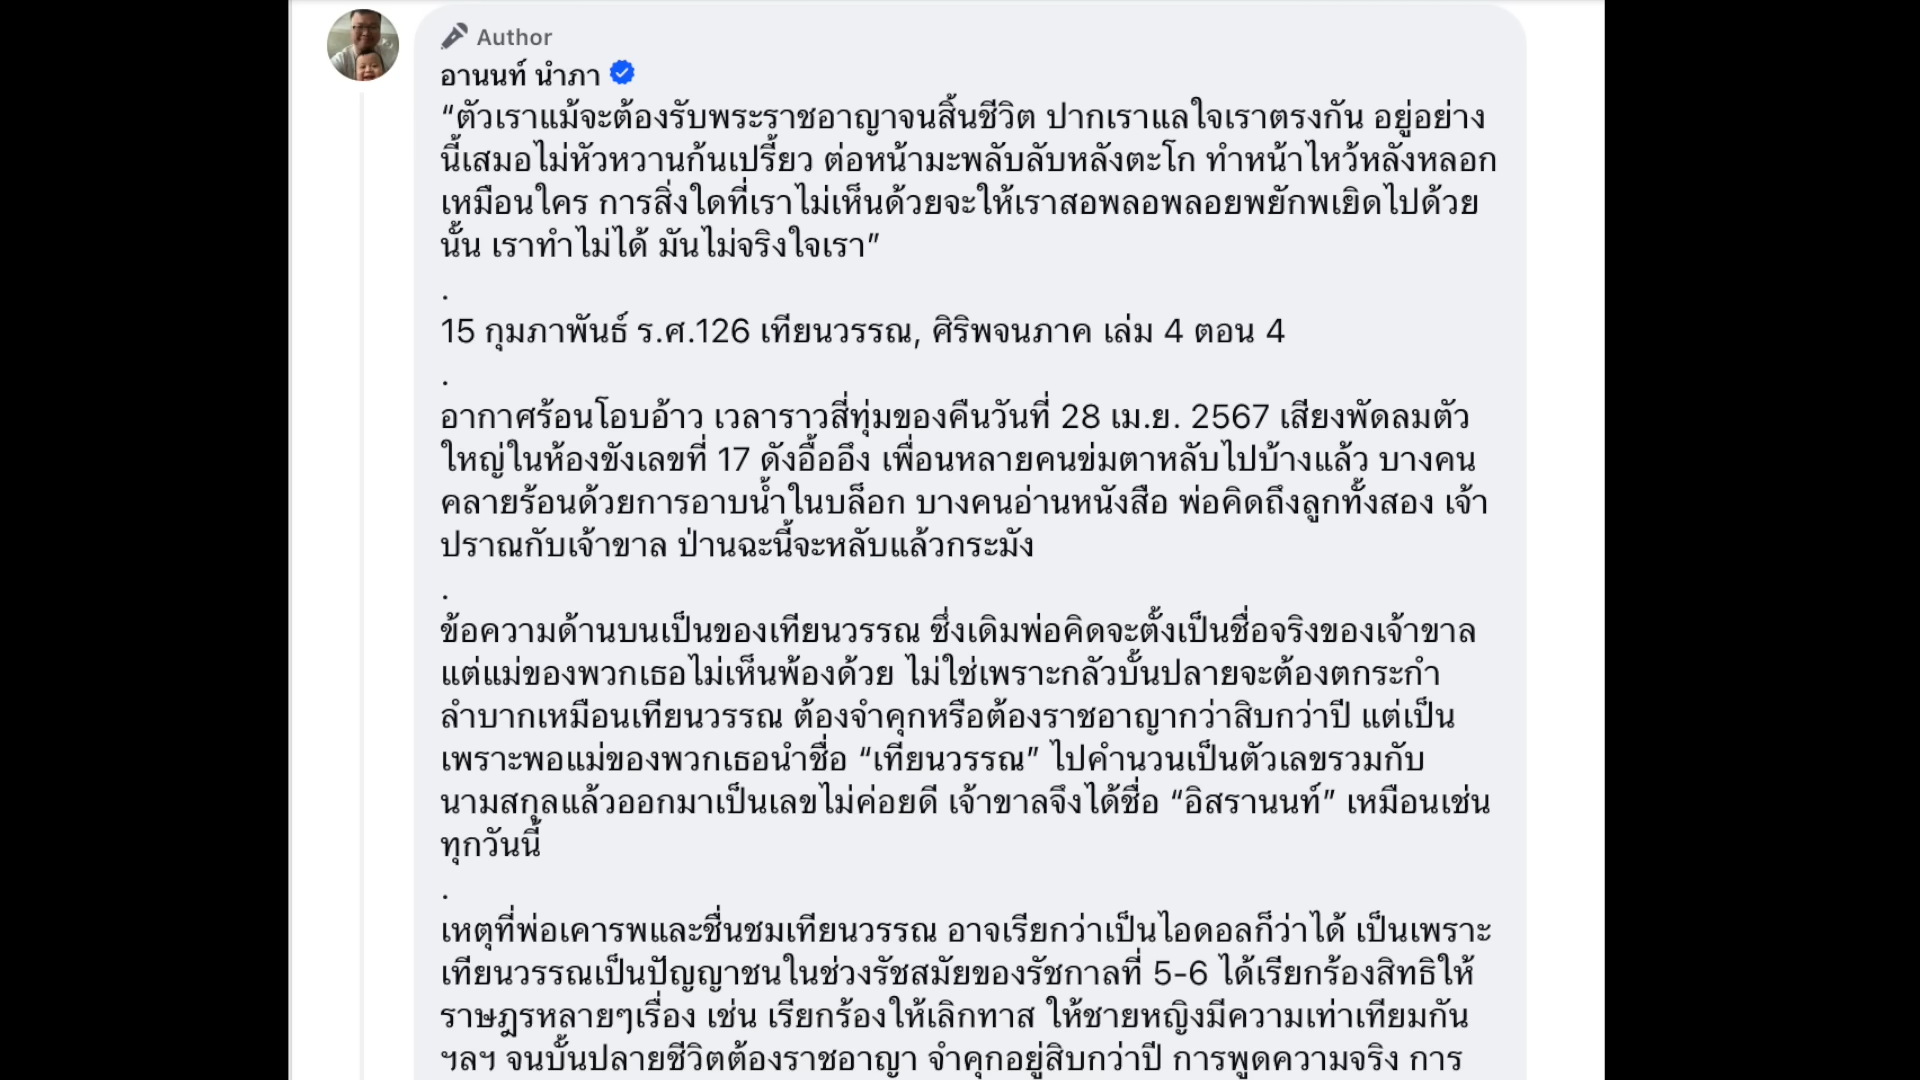 Author
อานนท์ นำภา
“ตัวเราแม้จะต้องรับพระราชอาญาจนสิ้นชีวิต ปากเราแลใจเราตรงกัน อยู่อย่าง
นี้เสมอไม่หัวหวานก้นเปรี้ยว ต่อหน้ามะพลับลับหลังตะโก ทำหน้าไหว้หลังหลอก
เหมือนใคร การสิ่งใดที่เราไม่เห็นด้วยจะให้เราสอพลอพลอยพยักพเยิดไปด้วย
นั้น เราทำไม่ได้ มันไม่จริงใจเรา”
.
15 กุมภาพันธ์ ร.ศ.126 เทียนวรรณ, ศิริพจนภาค เล่ม 4 ตอน 4
.
อากาศร้อนโอบอ้าว เวลาราวสี่ทุ่มของคืนวันที่ 28 เม.ย. 2567 เสียงพัดลมตัว
ใหญ่ในห้องขังเลขที่ 17 ดังอื้ออึง เพื่อนหลายคนข่มตาหลับไปบ้างแล้ว บางคน
คลายร้อนด้วยการอาบน้ำในบล็อก บางคนอ่านหนังสือ พ่อคิดถึงลูกทั้งสอง เจ้า
ปราณกับเจ้าขาล ป่านฉะนี้จะหลับแล้วกระมัง
.
ข้อความด้านบนเป็นของเทียนวรรณ ซึ่งเดิมพ่อคิดจะตั้งเป็นชื่อจริงของเจ้าขาล
แต่แม่ของพวกเธอไม่เห็นพ้องด้วย ไม่ใช่เพราะกลัวบั้นปลายจะต้องตกระกำ
ลำบากเหมือนเทียนวรรณ ต้องจำคุกหรือต้องราชอาญากว่าสิบกว่าปี แต่เป็น
เพราะพอแม่ของพวกเธอนำชื่อ “เทียนวรรณ” ไปคำนวนเป็นตัวเลขรวมกับ
นามสกุลแล้วออกมาเป็นเลขไม่ค่อยดี เจ้าขาลจึงได้ชื่อ “อิสรานนท์” เหมือนเช่น
ทุกวันนี้
.
เหตุที่พ่อเคารพและชื่นชมเทียนวรรณ อาจเรียกว่าเป็นไอดอลก็ว่าได้ เป็นเพราะ
เทียนวรรณเป็นปัญญาชนในช่วงรัชสมัยของรัชกาลที่ 5-6 ได้เรียกร้องสิทธิให้
ราษฎรหลายๆเรื่อง เช่น เรียกร้องให้เลิกทาส ให้ชายหญิงมีความเท่าเทียมกัน
ฯลฯ จนบั้นปลายชีวิตต้องราชอาญา จำคุกอยู่สิบกว่าปี การพูดความจริง การ